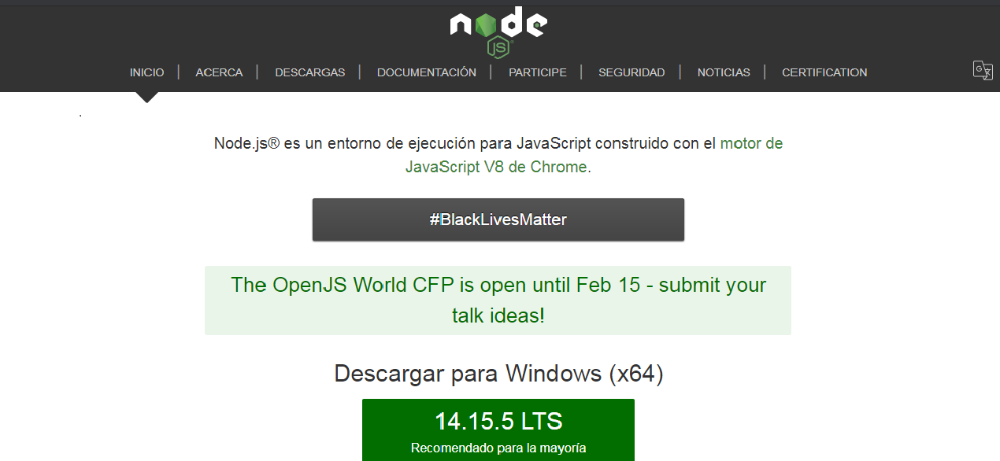 node
JS
INICIO | ACERCA | DESCARGAS | DOCUMENTACIÓN | PARTICIPE | SEGURIDAD | NOTICIAS | CERTIFICATION
.
Node.js® es un entorno de ejecución para JavaScript construido con el motor de
JavaScript V8 de Chrome.
#BlackLivesMatter
The OpenJS World CFP is open until Feb 15 - submit your
talk ideas!
Descargar para Windows (x64)
14.15.5 LTS
Recomendado para la mayoría